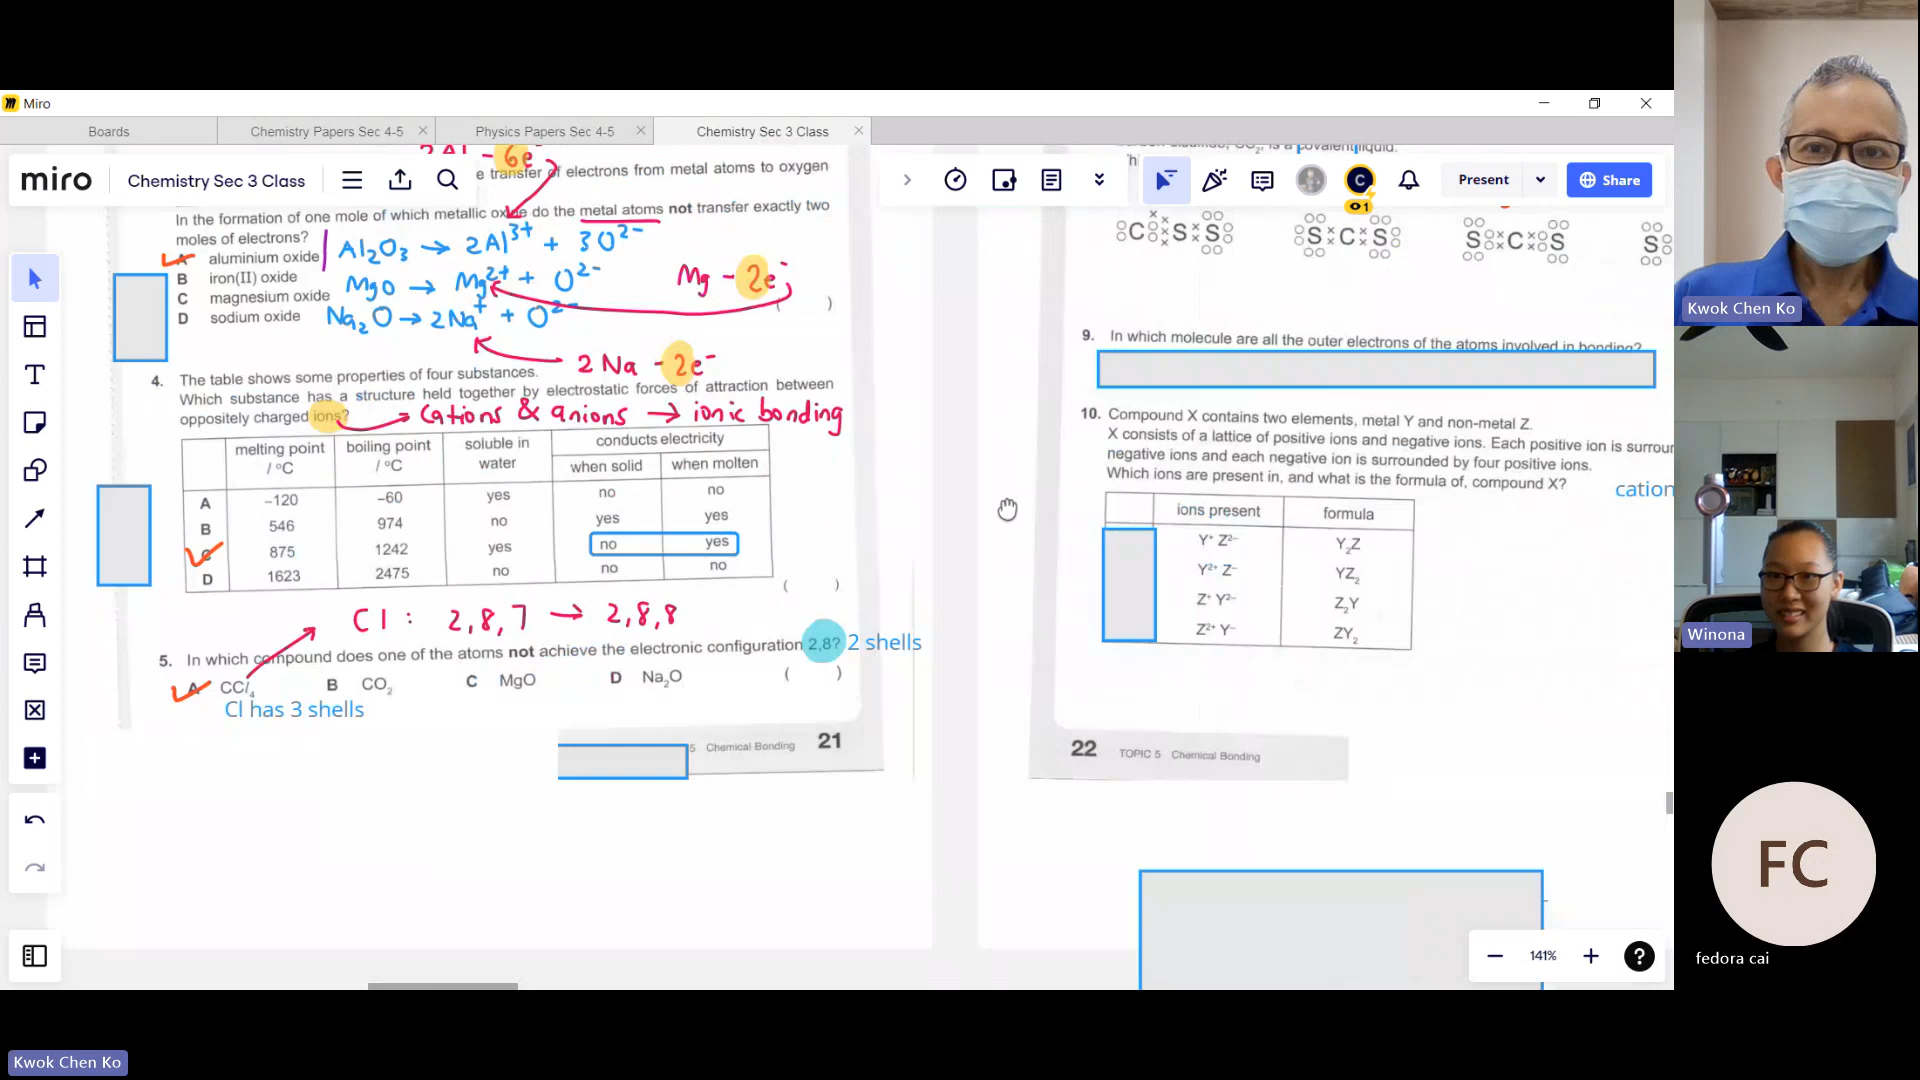 Miro
Boards
Chemistry Papers Sec 4-5
Physics Papers Sec 4-5
Chemistry Sec 3 Class
miro
Chemistry Sec 3 Class
Present
Share
C
1
2Al - 6e
e transfer of electrons from metal atoms to oxygen
In the formation of one mole of which metallic oxide do the metal atoms not transfer exactly two
moles of electrons?
A aluminium oxide
B iron(II) oxide
C magnesium oxide
D sodium oxide
( )
Al₂O₃ → 2Al³⁺ + 3O²⁻
MgO → Mg²⁺ + O²⁻
Mg - 2e⁻
Na₂O → 2Na⁺ + O²⁻
2 Na - 2e⁻
4. The table shows some properties of four substances.
Which substance has a structure held together by electrostatic forces of attraction between
oppositely charged ions?
cations & anions → ionic bonding
melting point / °C boiling point / °C soluble in water conducts electricity
when solid when molten
A −120 −60 yes no no
B 546 974 no yes yes
C 875 1242 yes no yes
D 1623 2475 no no no
( )
Cl : 2,8,7 → 2,8,8
5. In which compound does one of the atoms not achieve the electronic configuration 2,8?
2 shells
A CCl₄ B CO₂ C MgO D Na₂O ( )
Cl has 3 shells
5 Chemical Bonding 21
is a covalent liquid.
Th
C S S
S C S
S C S
S
9. In which molecule are all the outer electrons of the atoms involved in bonding?
10. Compound X contains two elements, metal Y and non-metal Z.
X consists of a lattice of positive ions and negative ions. Each positive ion is surrou
negative ions and each negative ion is surrounded by four positive ions.
Which ions are present in, and what is the formula of, compound X?
cation
ions present formula
Y⁺ Z²⁻ Y₂Z
Y²⁺ Z⁻ YZ₂
Z⁺ Y²⁻ Z₂Y
Z²⁺ Y⁻ ZY₂
22 TOPIC 5 Chemical Bonding
141%
?
Kwok Chen Ko
Winona
FC
fedora cai
Kwok Chen Ko